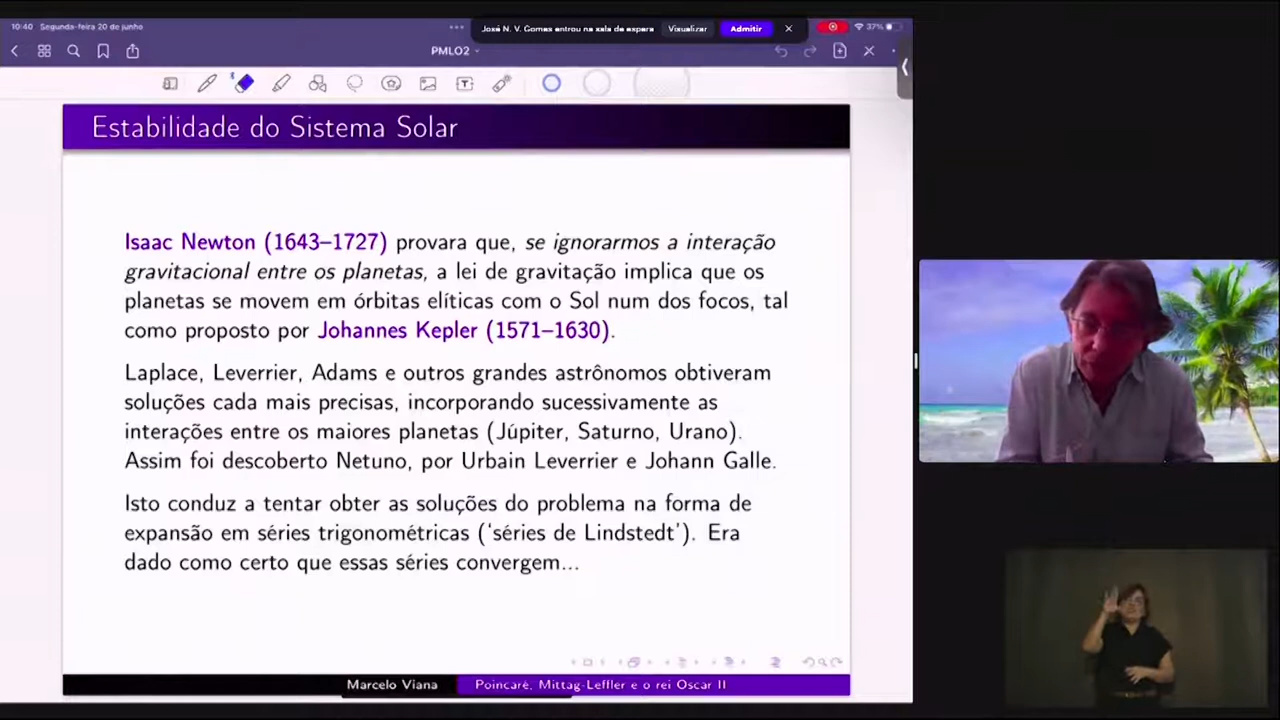 10:40 Segunda-feira 20 de junho
José N. V. Gomes entrou na sala de espera Visualizar Admitir
37%
PML02
Estabilidade do Sistema Solar
Isaac Newton (1643–1727) provara que, se ignorarmos a interação
gravitacional entre os planetas, a lei de gravitação implica que os
planetas se movem em órbitas elíticas com o Sol num dos focos, tal
como proposto por Johannes Kepler (1571–1630).
Laplace, Leverrier, Adams e outros grandes astrônomos obtiveram
soluções cada mais precisas, incorporando sucessivamente as
interações entre os maiores planetas (Júpiter, Saturno, Urano).
Assim foi descoberto Netuno, por Urbain Leverrier e Johann Galle.
Isto conduz a tentar obter as soluções do problema na forma de
expansão em séries trigonométricas (‘séries de Lindstedt’). Era
dado como certo que essas séries convergem...
Marcelo Viana Poincaré, Mittag-Leffler e o rei Oscar II